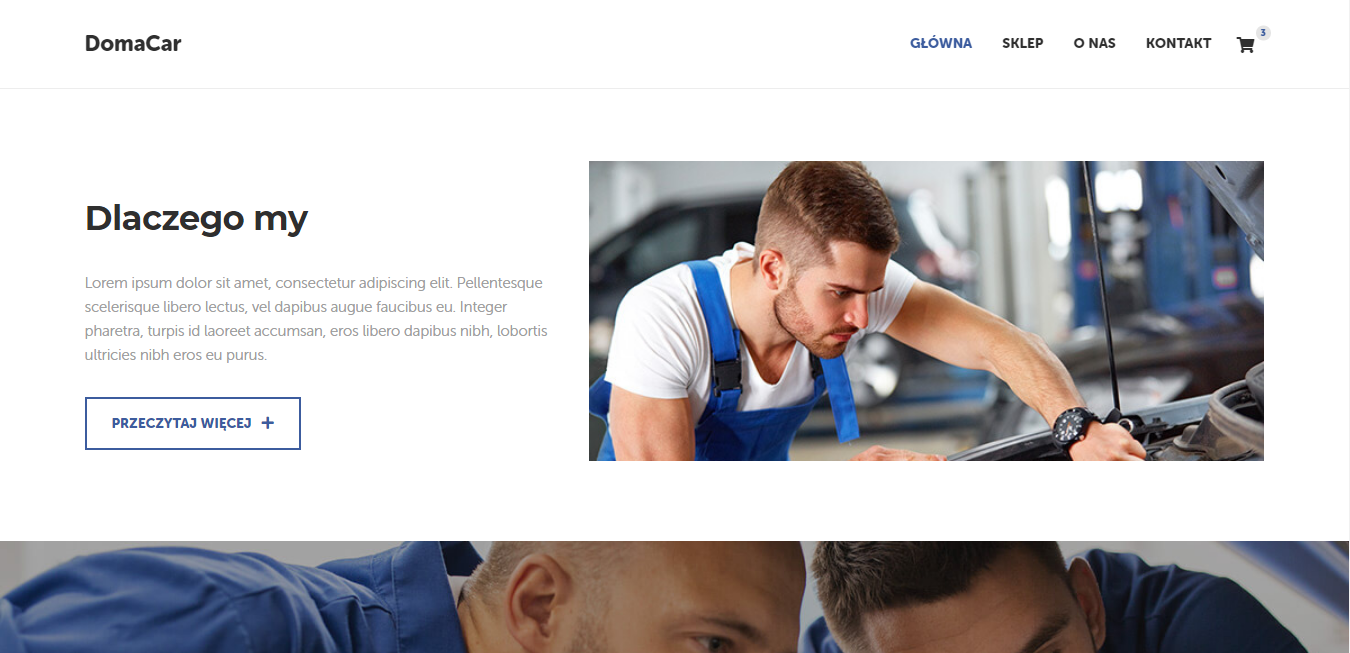 DomaCar
GŁÓWNA
SKLEP
O NAS
KONTAKT
3
Dlaczego my
Lorem ipsum dolor sit amet, consectetur adipiscing elit. Pellentesque
scelerisque libero lectus, vel dapibus augue faucibus eu. Integer
pharetra, turpis id laoreet accumsan, eros libero dapibus nibh, lobortis
ultricies nibh eros eu purus.
PRZECZYTAJ WIĘCEJ +